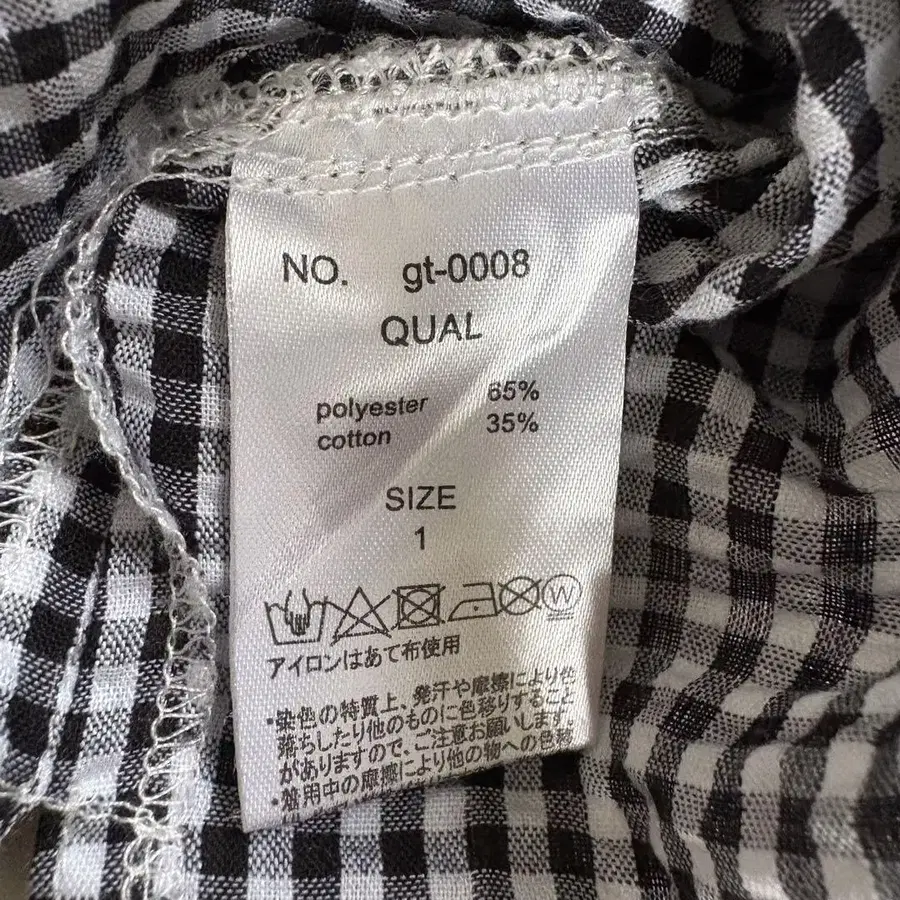 NO. gt-0008
QUAL
polyester 65%
cotton 35%
SIZE
1
W
アイロンはあて布使用
・染色の特質上、発汗や摩擦により色
落ちしたり他のものに色移りすること
がありますので、ご注意お願いします。
・着用中の摩擦により他の物への色移